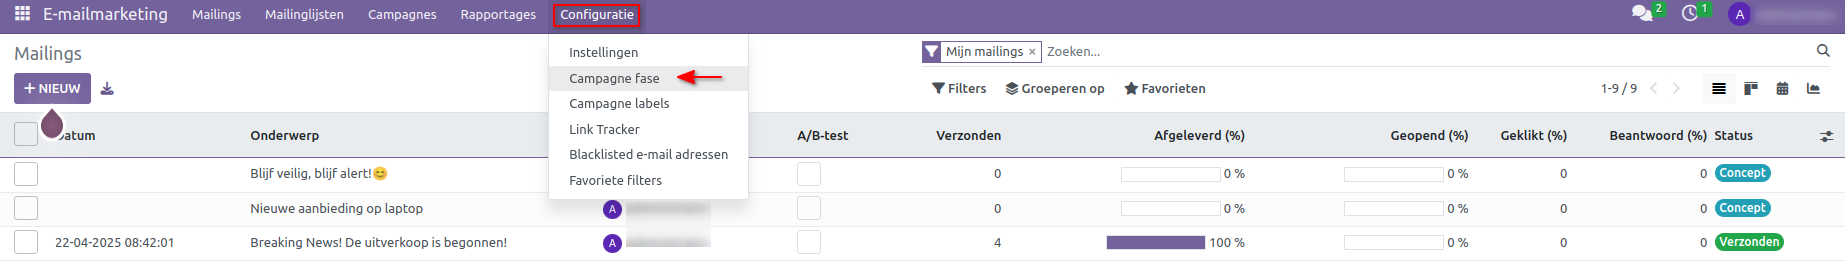 E-mailmarketing Mailings Mailinglijsten Campagnes Rapportages Configuratie 2 1 A
Mailings Instellingen Mijn mailings × Zoeken...
+ NIEUW Campagne fase Filters Groeperen op Favorieten 1-9 / 9
Campagne labels
Datum Onderwerp Link Tracker A/B-test Verzonden Afgeleverd (%) Geopend (%) Geklikt (%) Beantwoord (%) Status
Blacklisted e-mail adressen
Blijf veilig, blijf alert!😊 Favoriete filters 0 0 % 0 % 0 0 Concept
Nieuwe aanbieding op laptop A 0 0 % 0 % 0 0 Concept
22-04-2025 08:42:01 Breaking News! De uitverkoop is begonnen! A 4 100 % 0 % 0 0 Verzonden